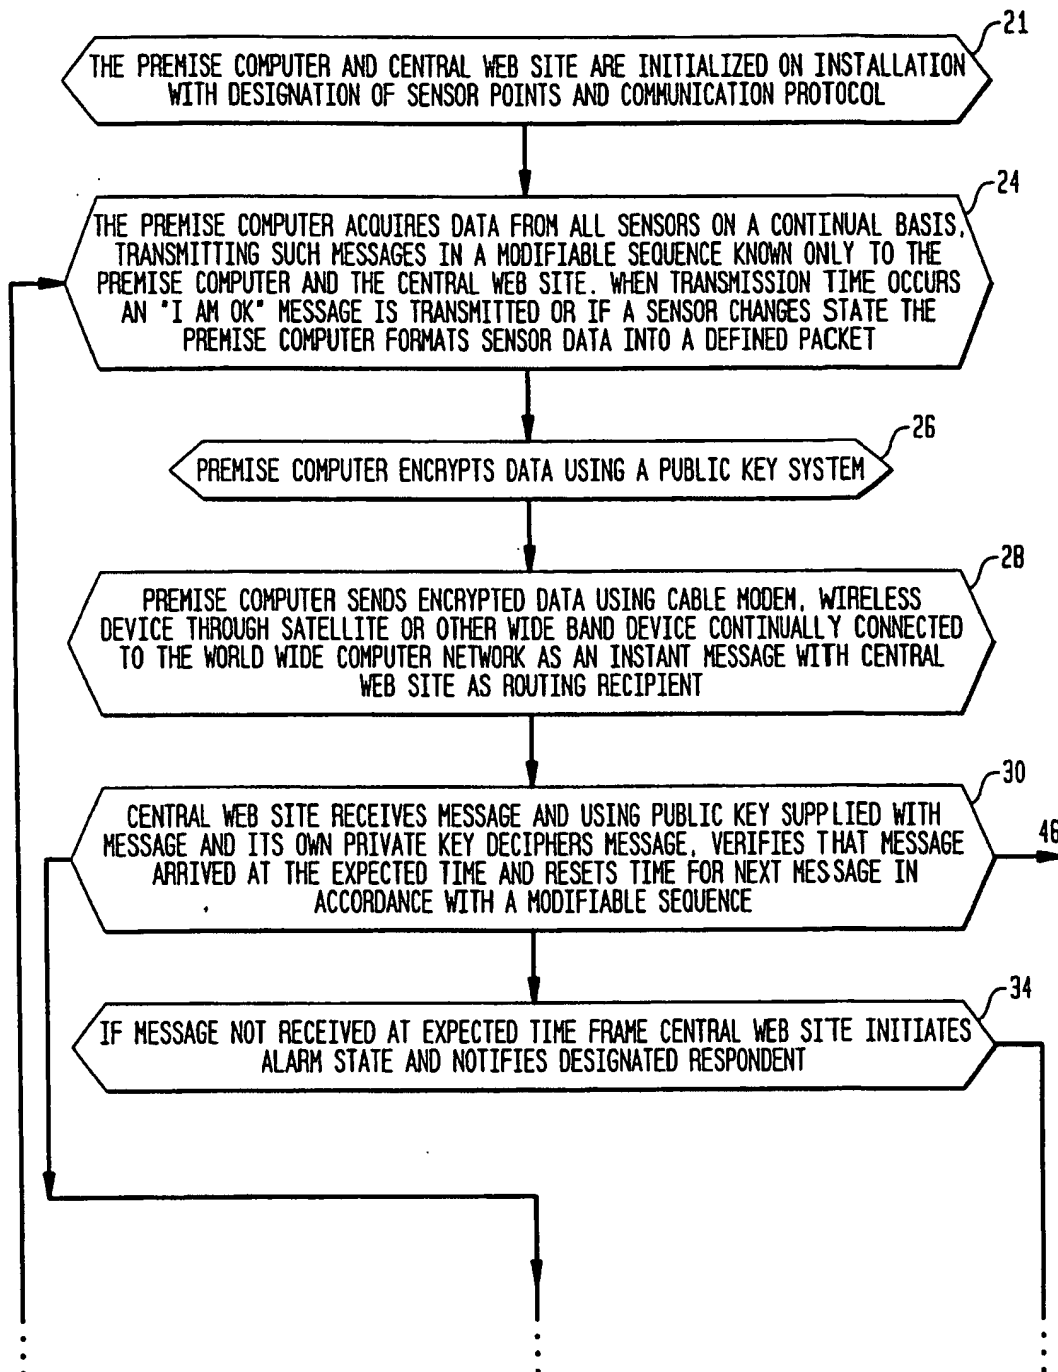 21
THE PREMISE COMPUTER AND CENTRAL WEB SITE ARE INITIALIZED ON INSTALLATION
WITH DESIGNATION OF SENSOR POINTS AND COMMUNICATION PROTOCOL
24
THE PREMISE COMPUTER ACQUIRES DATA FROM ALL SENSORS ON A CONTINUAL BASIS,
TRANSMITTING SUCH MESSAGES IN A MODIFIABLE SEQUENCE KNOWN ONLY TO THE
PREMISE COMPUTER AND THE CENTRAL WEB SITE. WHEN TRANSMISSION TIME OCCURS
AN "I AM OK" MESSAGE IS TRANSMITTED OR IF A SENSOR CHANGES STATE THE
PREMISE COMPUTER FORMATS SENSOR DATA INTO A DEFINED PACKET
26
PREMISE COMPUTER ENCRYPTS DATA USING A PUBLIC KEY SYSTEM
28
PREMISE COMPUTER SENDS ENCRYPTED DATA USING CABLE MODEM, WIRELESS
DEVICE THROUGH SATELLITE OR OTHER WIDE BAND DEVICE CONTINUALLY CONNECTED
TO THE WORLD WIDE COMPUTER NETWORK AS AN INSTANT MESSAGE WITH CENTRAL
WEB SITE AS ROUTING RECIPIENT
30
CENTRAL WEB SITE RECEIVES MESSAGE AND USING PUBLIC KEY SUPPLIED WITH
MESSAGE AND ITS OWN PRIVATE KEY DECIPHERS MESSAGE, VERIFIES THAT MESSAGE
ARRIVED AT THE EXPECTED TIME AND RESETS TIME FOR NEXT MESSAGE IN
ACCORDANCE WITH A MODIFIABLE SEQUENCE
46
34
IF MESSAGE NOT RECEIVED AT EXPECTED TIME FRAME CENTRAL WEB SITE INITIATES
ALARM STATE AND NOTIFIES DESIGNATED RESPONDENT